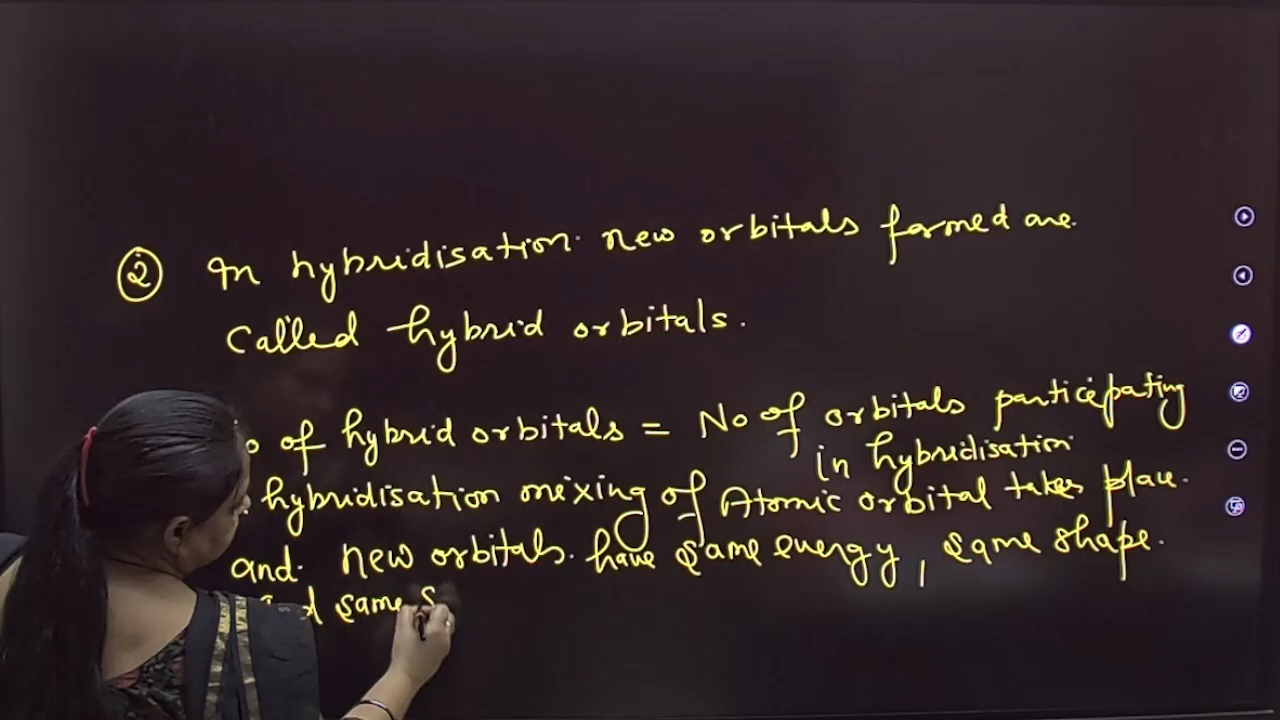 ② In hybridisation new orbitals formed are
called hybrid orbitals.
of hybrid orbitals = No of orbitals participating
in hybridisation
hybridisation mixing of Atomic orbital takes place.
and new orbitals have same energy, same shape.
same s